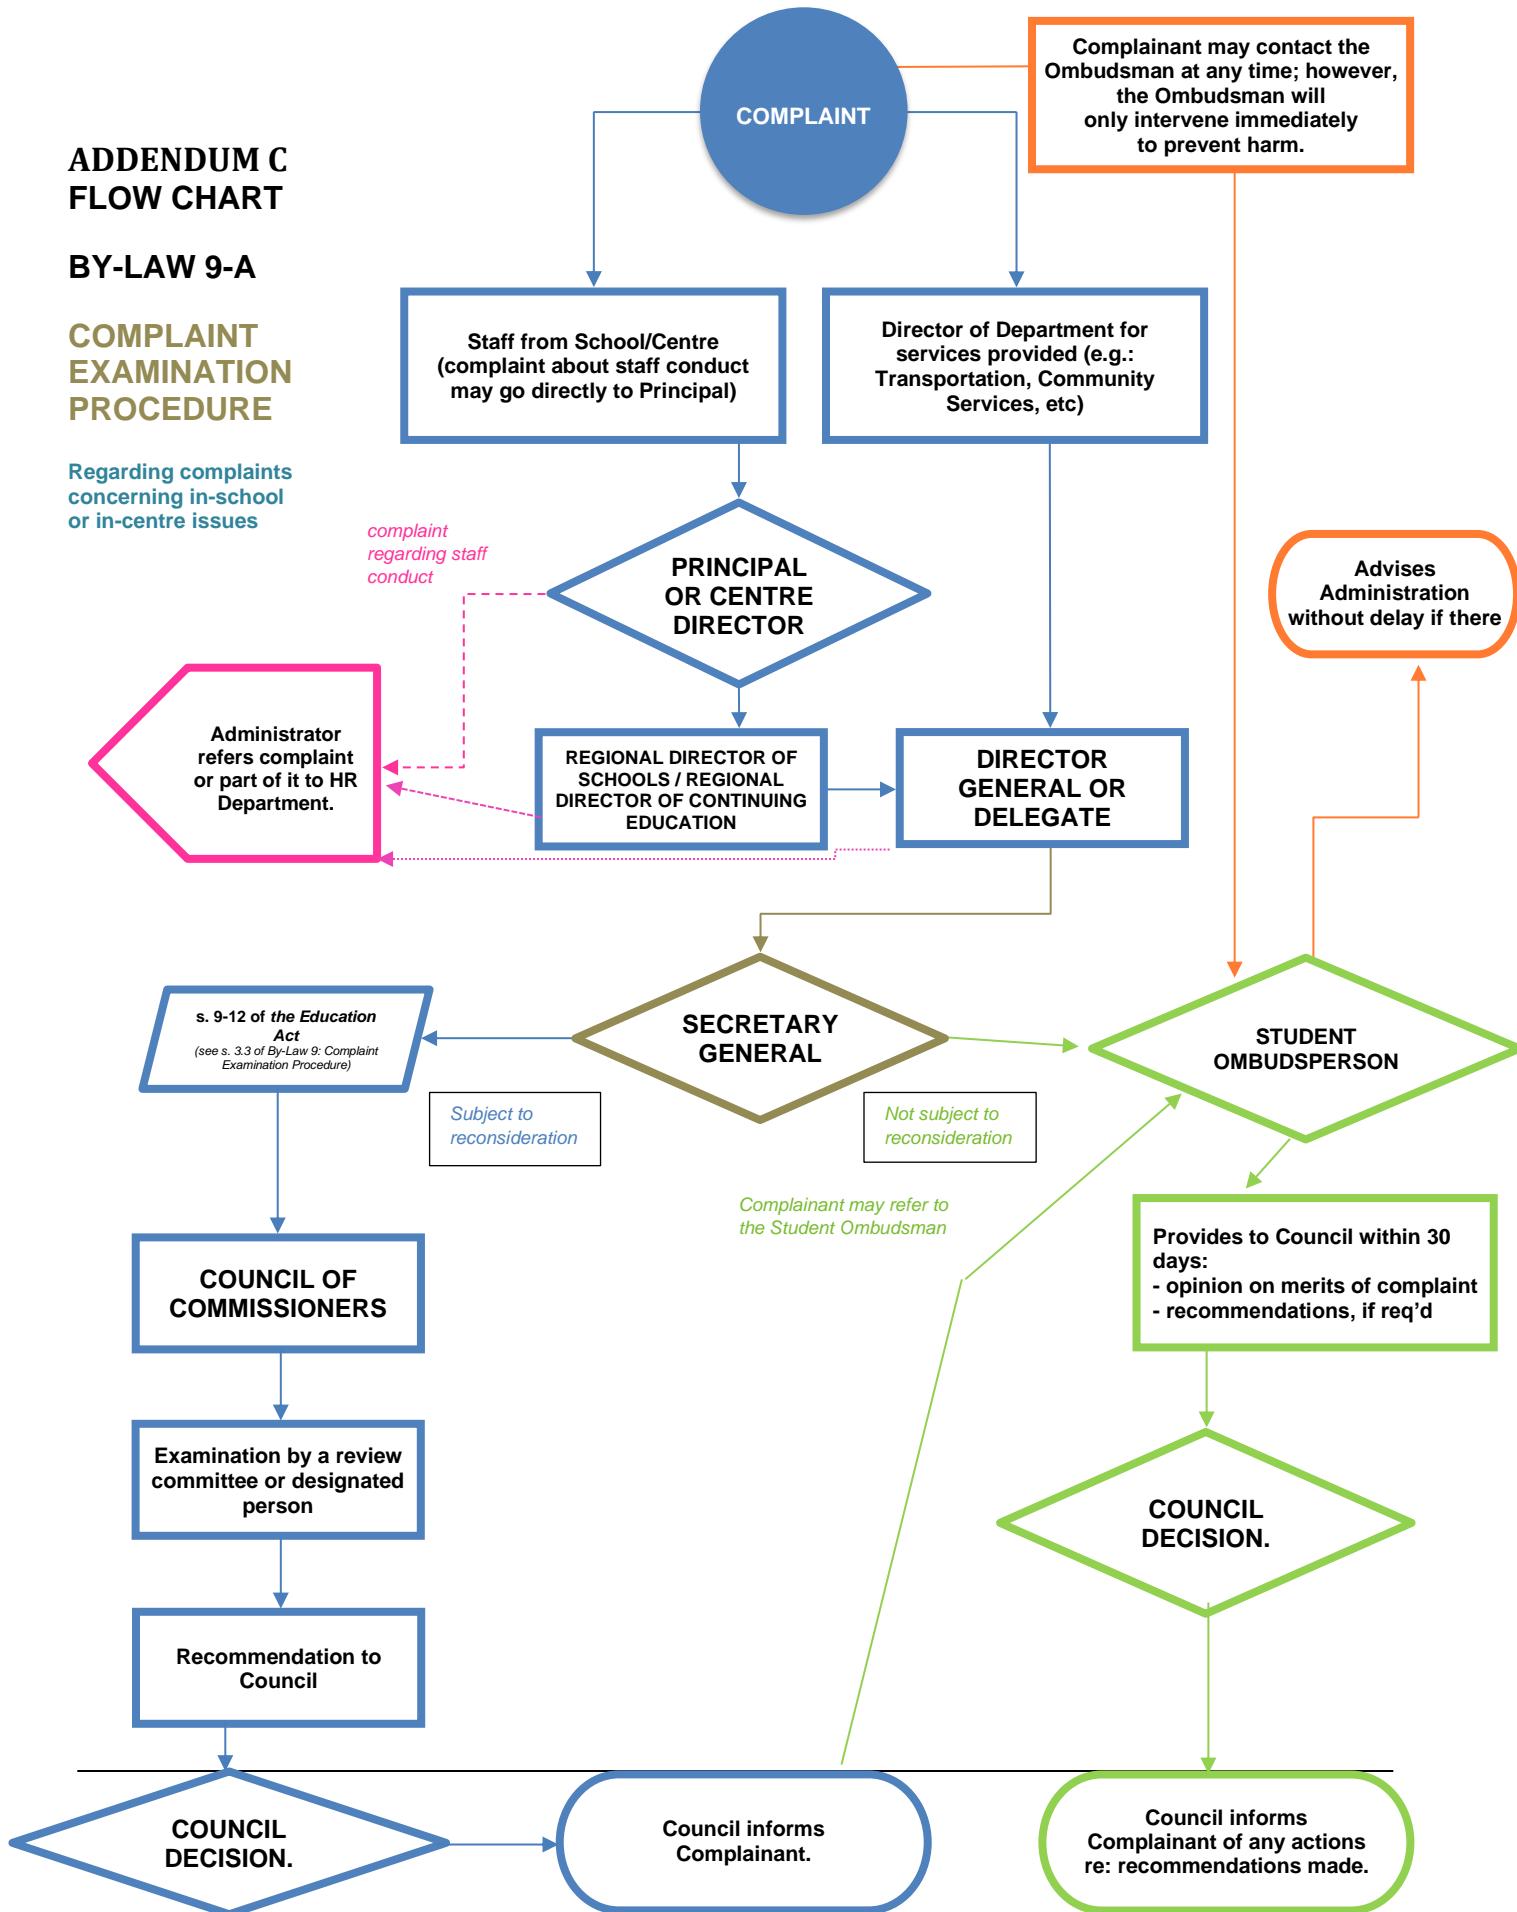 COMPLAINT
Complainant may contact the
Ombudsman at any time; however,
the Ombudsman will
only intervene immediately
to prevent harm.
ADDENDUM C
FLOW CHART
BY-LAW 9-A
COMPLAINT
EXAMINATION
PROCEDURE
Regarding complaints
concerning in-school
or in-centre issues
Staff from School/Centre
(complaint about staff conduct
may go directly to Principal)
Director of Department for
services provided (e.g.:
Transportation, Community
Services, etc)
complaint
regarding staff
conduct
PRINCIPAL
OR CENTRE
DIRECTOR
Advises
Administration
without delay if there
Administrator
refers complaint
or part of it to HR
Department.
REGIONAL DIRECTOR OF
SCHOOLS / REGIONAL
DIRECTOR OF CONTINUING
EDUCATION
DIRECTOR
GENERAL OR
DELEGATE
s. 9-12 of the Education
Act
(see s. 3.3 of By-Law 9: Complaint
Examination Procedure)
SECRETARY
GENERAL
STUDENT
OMBUDSPERSON
Subject to
reconsideration
Not subject to
reconsideration
Complainant may refer to
the Student Ombudsman
Provides to Council within 30
days:
- opinion on merits of complaint
- recommendations, if req’d
COUNCIL OF
COMMISSIONERS
Examination by a review
committee or designated
person
COUNCIL
DECISION.
Recommendation to
Council
COUNCIL
DECISION.
Council informs
Complainant.
Council informs
Complainant of any actions
re: recommendations made.